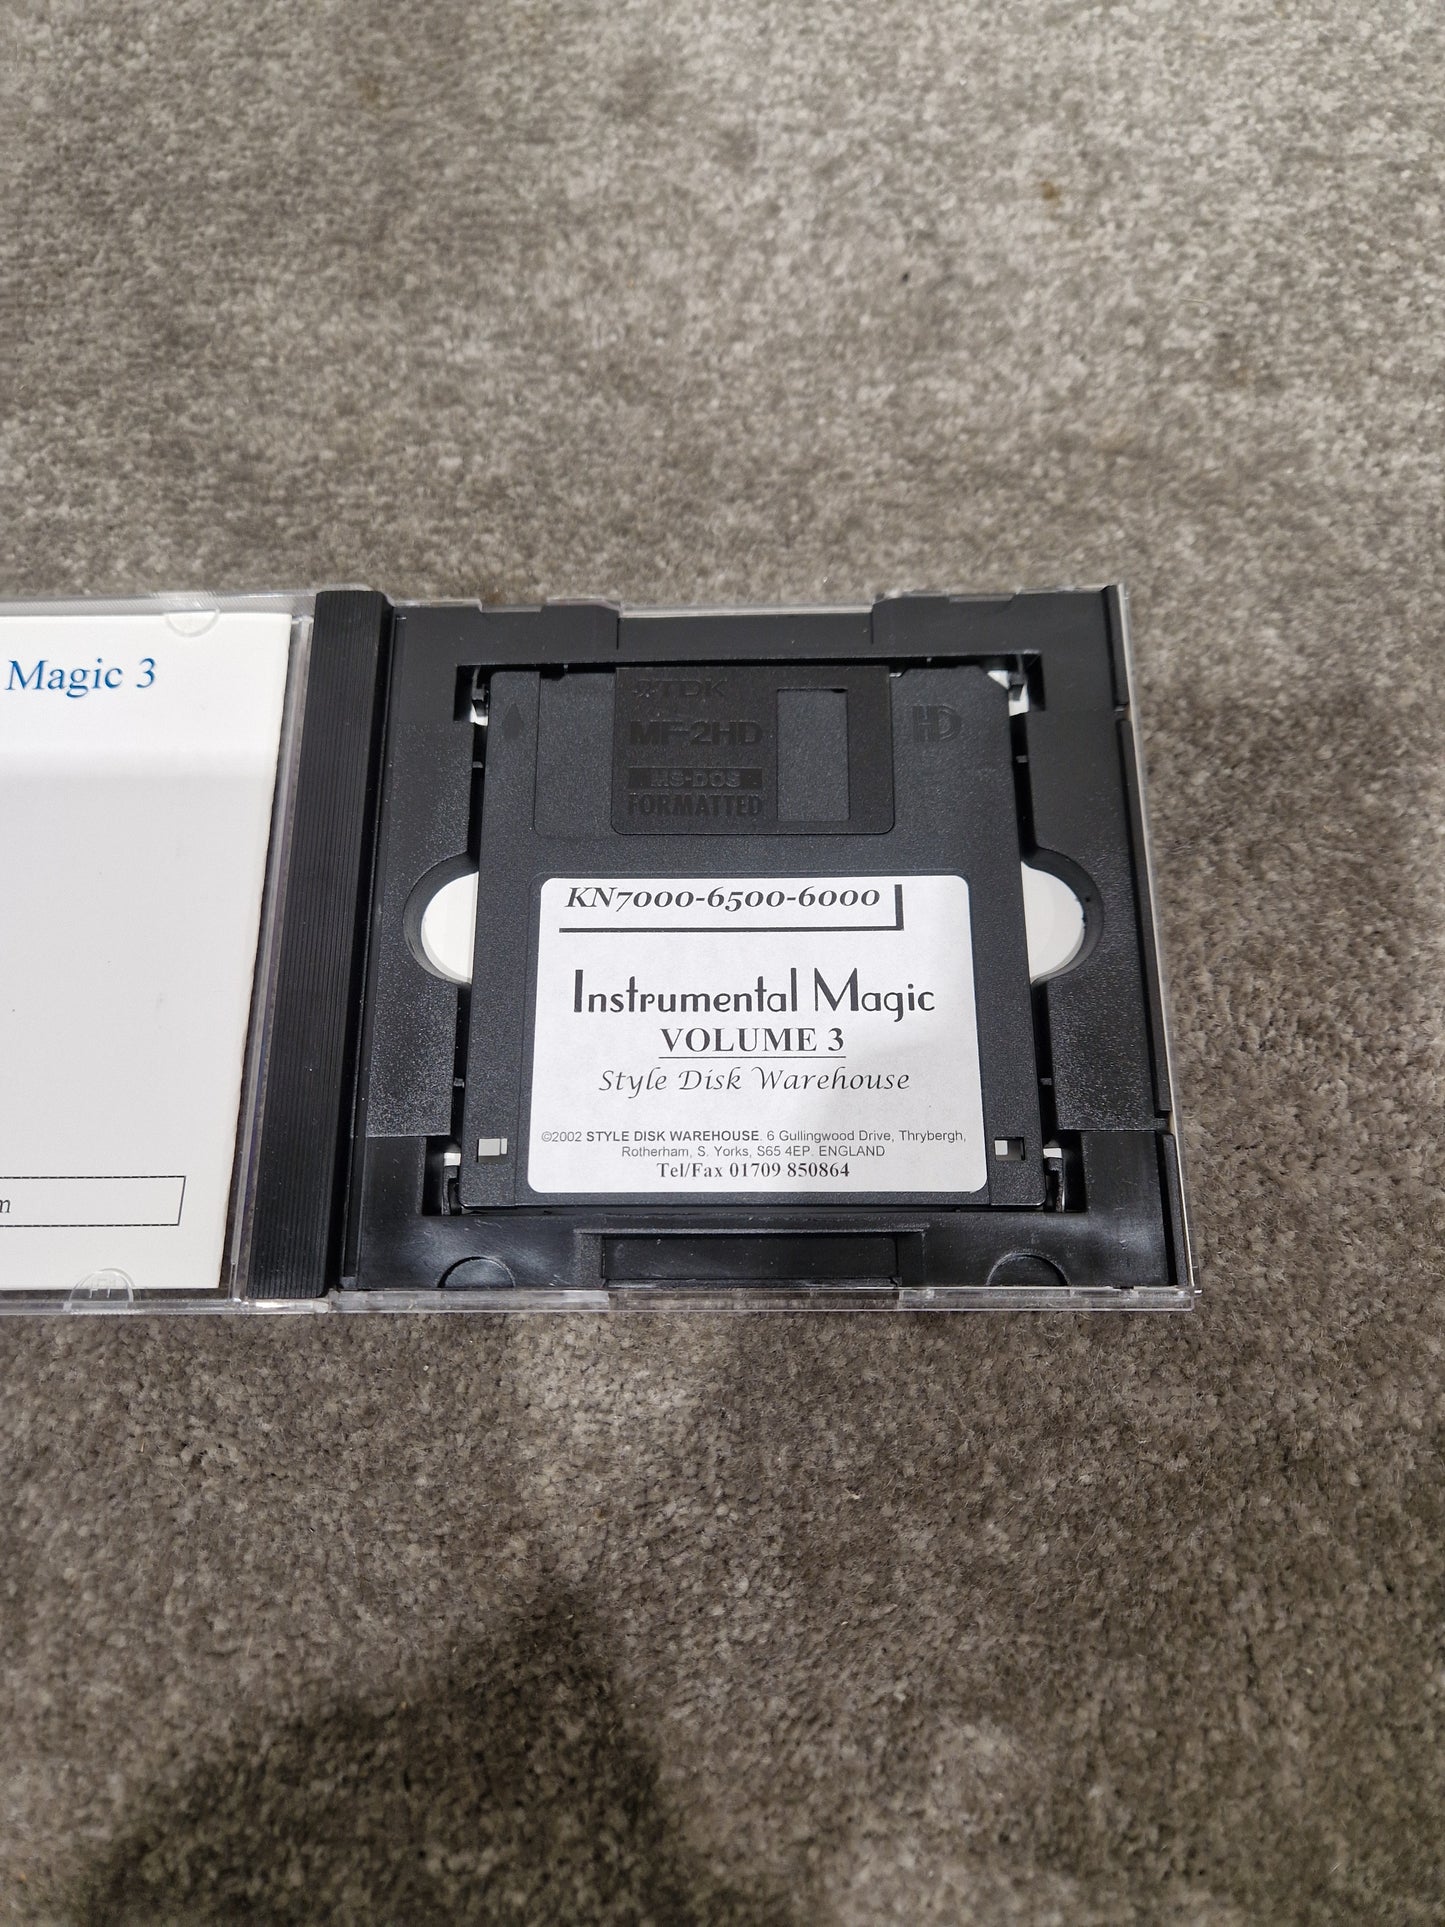 Magic 3
TDK
MF-2HD
MS-DOS
FORMATTED
HD
KN7000-6500-6000
Instrumental Magic
VOLUME 3
Style Disk Warehouse
©2002 STYLE DISK WAREHOUSE. 6 Gullingwood Drive, Thrybergh,
Rotherham, S. Yorks, S65 4EP. ENGLAND
Tel/Fax 01709 850864